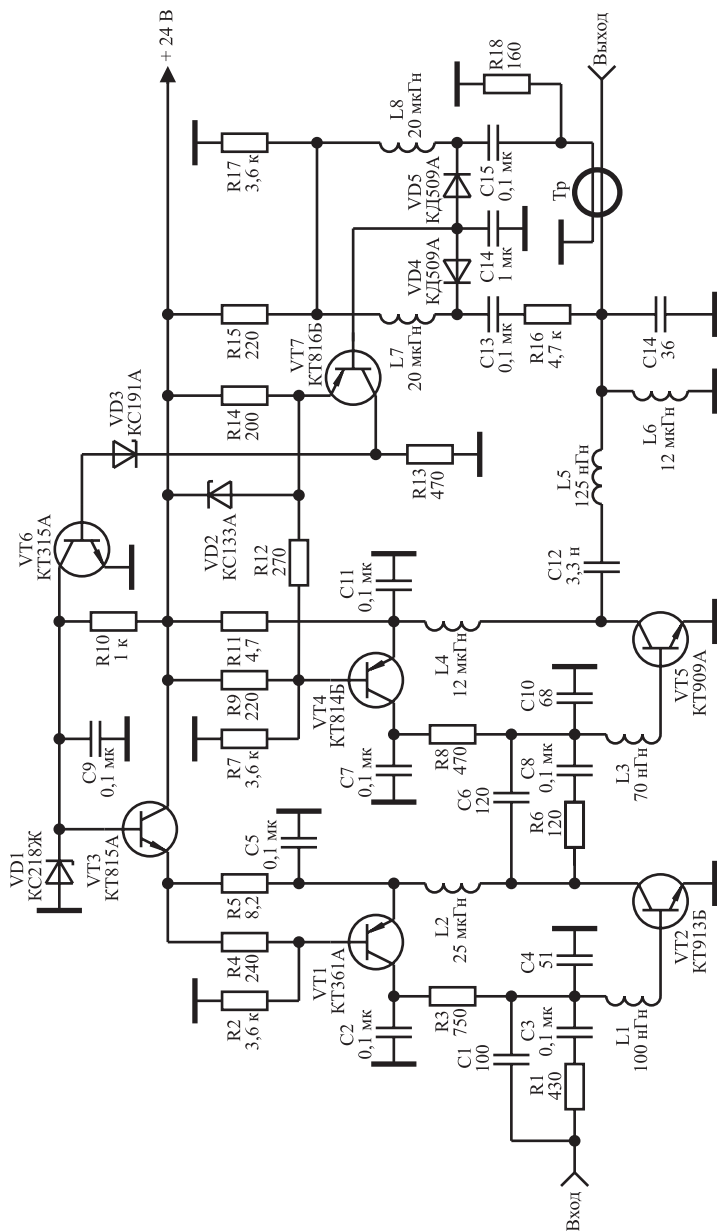 VD1
КС218Ж
VT3
КТ815А
C9
0,1 мк
R10
1 к
VT6
КТ315А
VD3
КС191А
+ 24 В
R2
3,6 к
R4
240
R5
8,2
C5
0,1 мк
R7
3,6 к
R9
220
R11
4,7
VD2
КС133А
R12
270
R14
200
R15
220
R17
3,6 к
VT1
КТ361А
C2
0,1 мк
VT4
КТ814Б
C7
0,1 мк
C11
0,1 мк
R13
470
VT7
КТ816Б
L7
20 мкГн
VD4
КД509А
VD5
КД509А
L8
20 мкГн
C14
1 мк
C13
0,1 мк
C15
0,1 мк
R16
4,7 к
R18
160
Тр
R3
750
L2
25 мкГн
R8
470
L4
12 мкГн
C1
100
C4
51
C6
120
C10
68
C12
3,3 н
L5
125 нГн
Выход
R1
430
C3
0,1 мк
R6
120
C8
0,1 мк
L6
12 мкГн
C14
36
Вход
L1
100 нГн
VT2
КТ913Б
L3
70 нГн
VT5
КТ909А